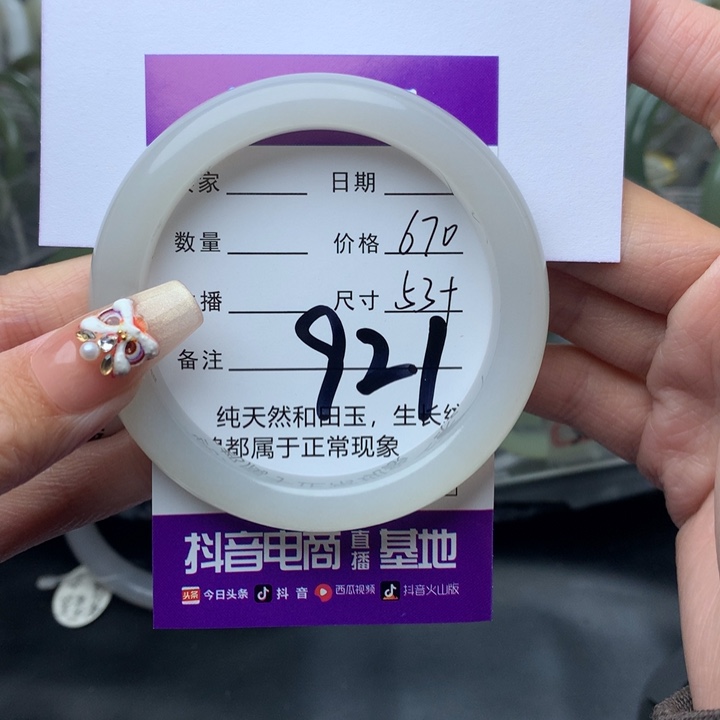 家 日期
数量 价格 670
播 尺寸 53+
备注 921
纯天然和田玉，生长纹
都属于正常现象
抖音电商直播基地
头条 今日头条 抖音 西瓜视频 抖音火山版